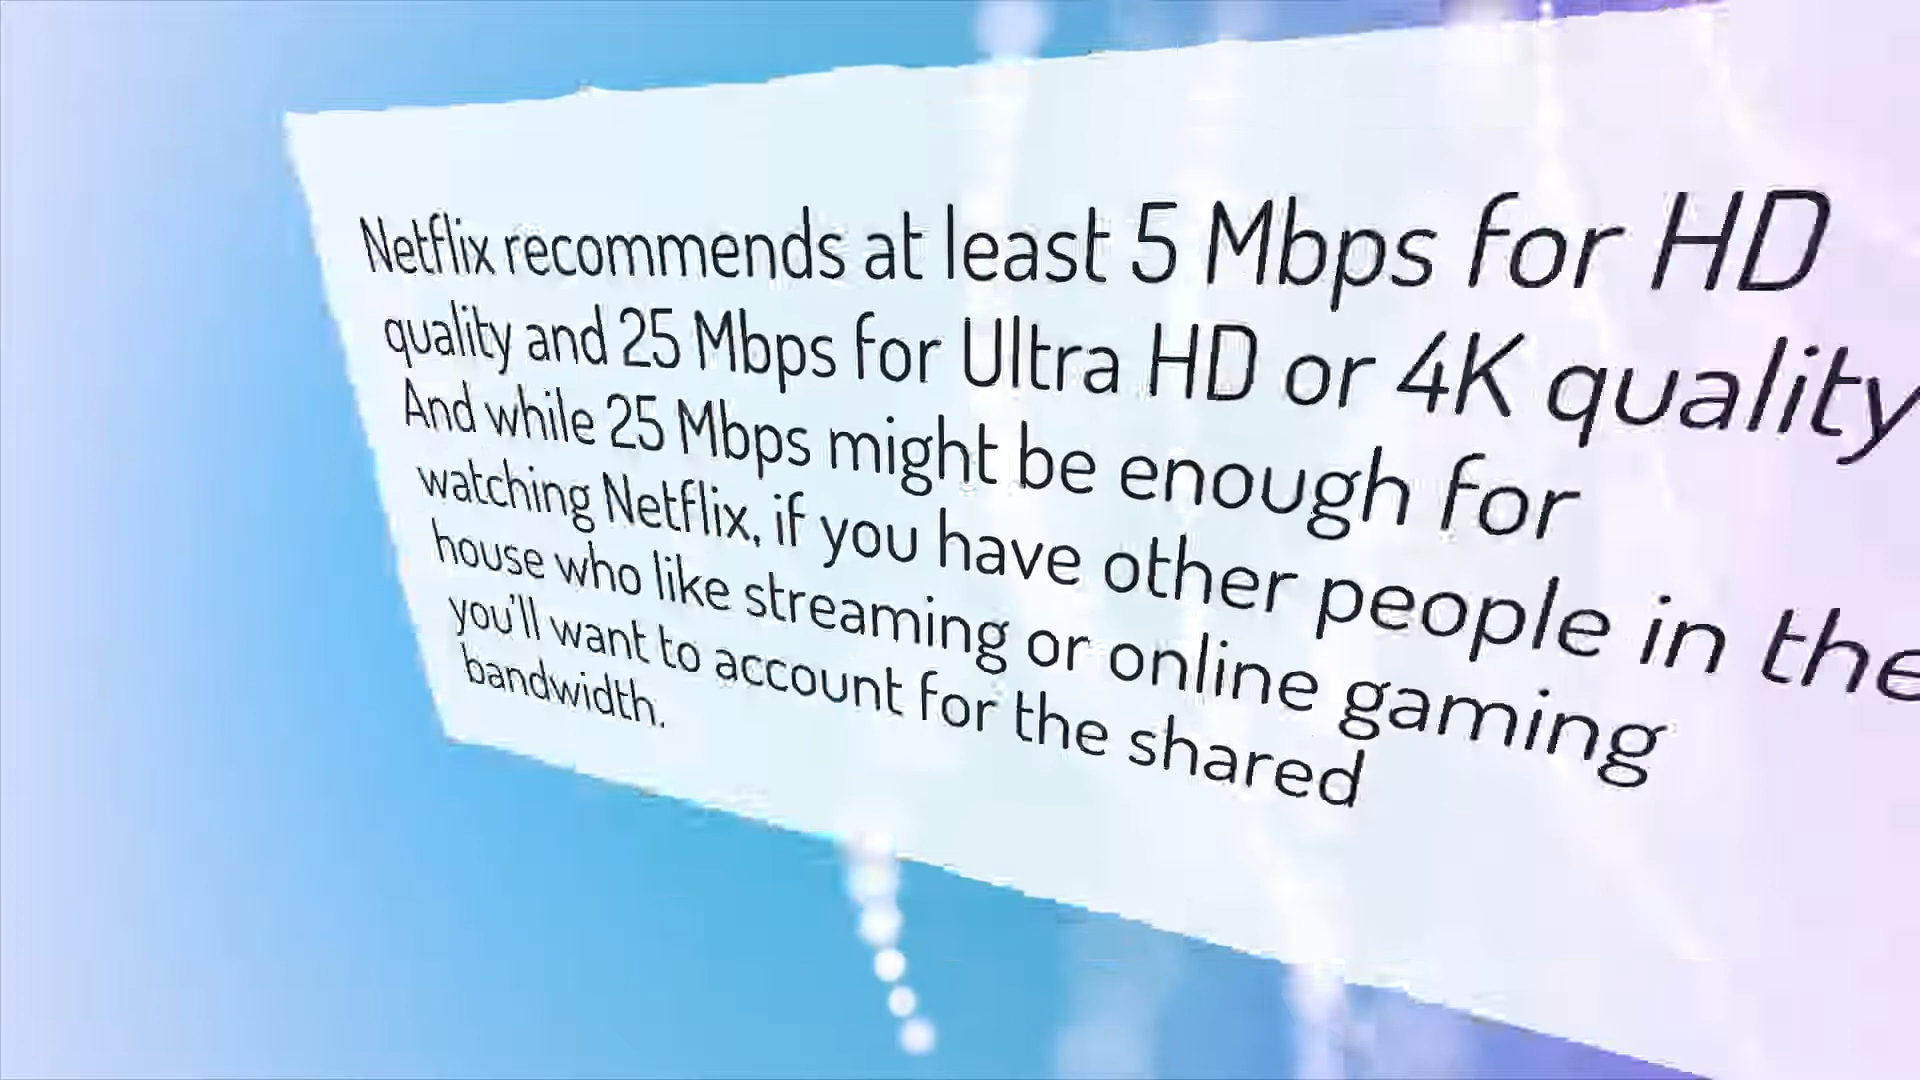 Netflix recommends at least 5 Mbps for HD
quality and 25 Mbps for Ultra HD or 4K quality
And while 25 Mbps might be enough for
watching Netflix, if you have other people in the
house who like streaming or online gaming
you'll want to account for the shared
bandwidth.